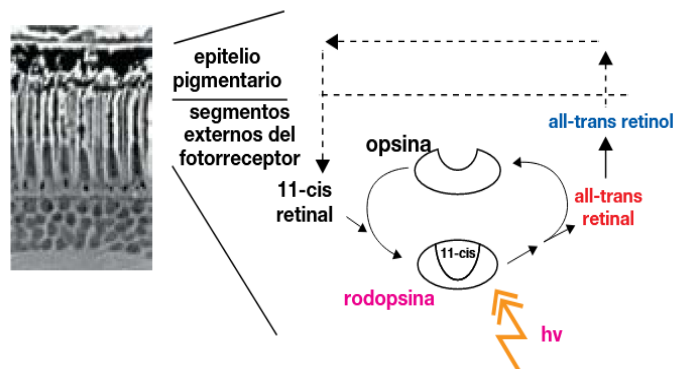 epitelio
pigmentario
segmentos
externos del
fotorreceptor
11-cis
retinal
opsina
all-trans retinol
all-trans
retinal
11-cis
rodopsina
hv